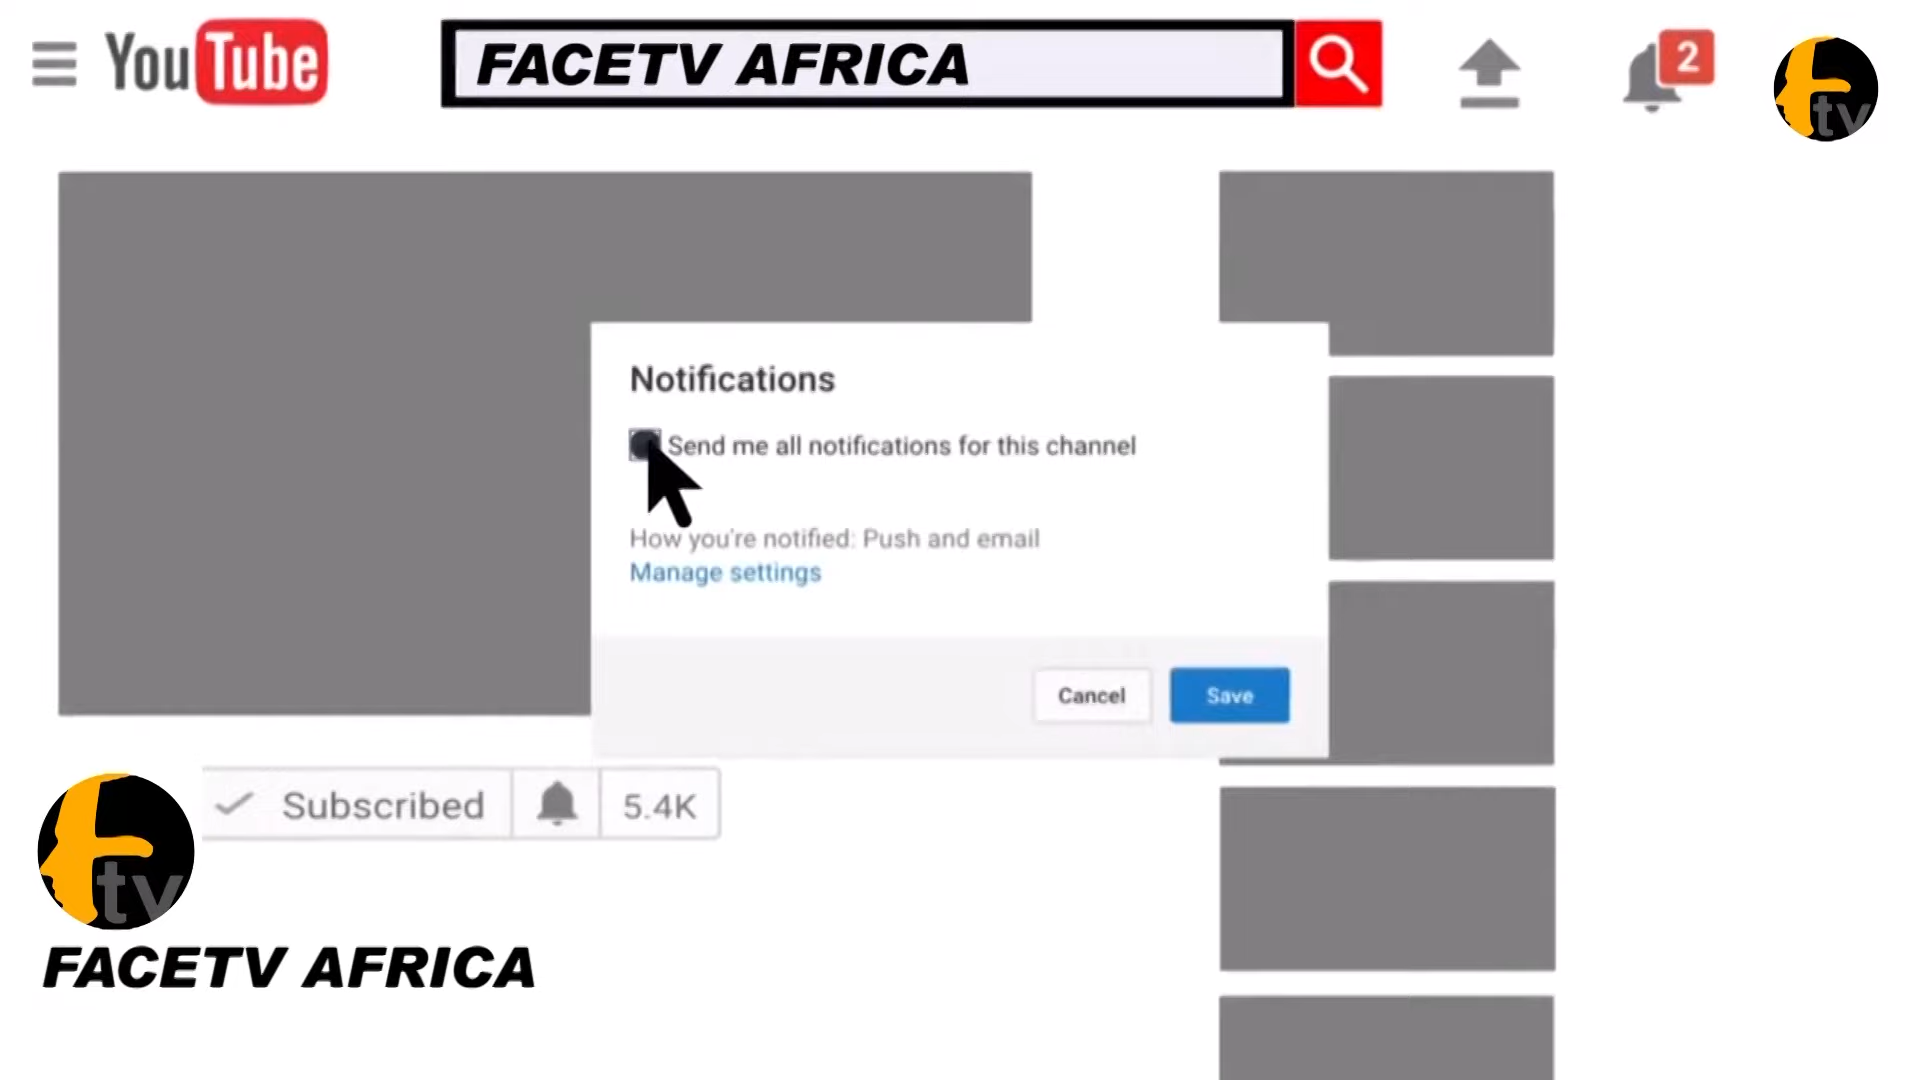 YouTube
FACETV AFRICA
2
tv
Notifications
Send me all notifications for this channel
How you're notified: Push and email
Manage settings
Cancel
Save
Subscribed
5.4K
tv
FACETV AFRICA